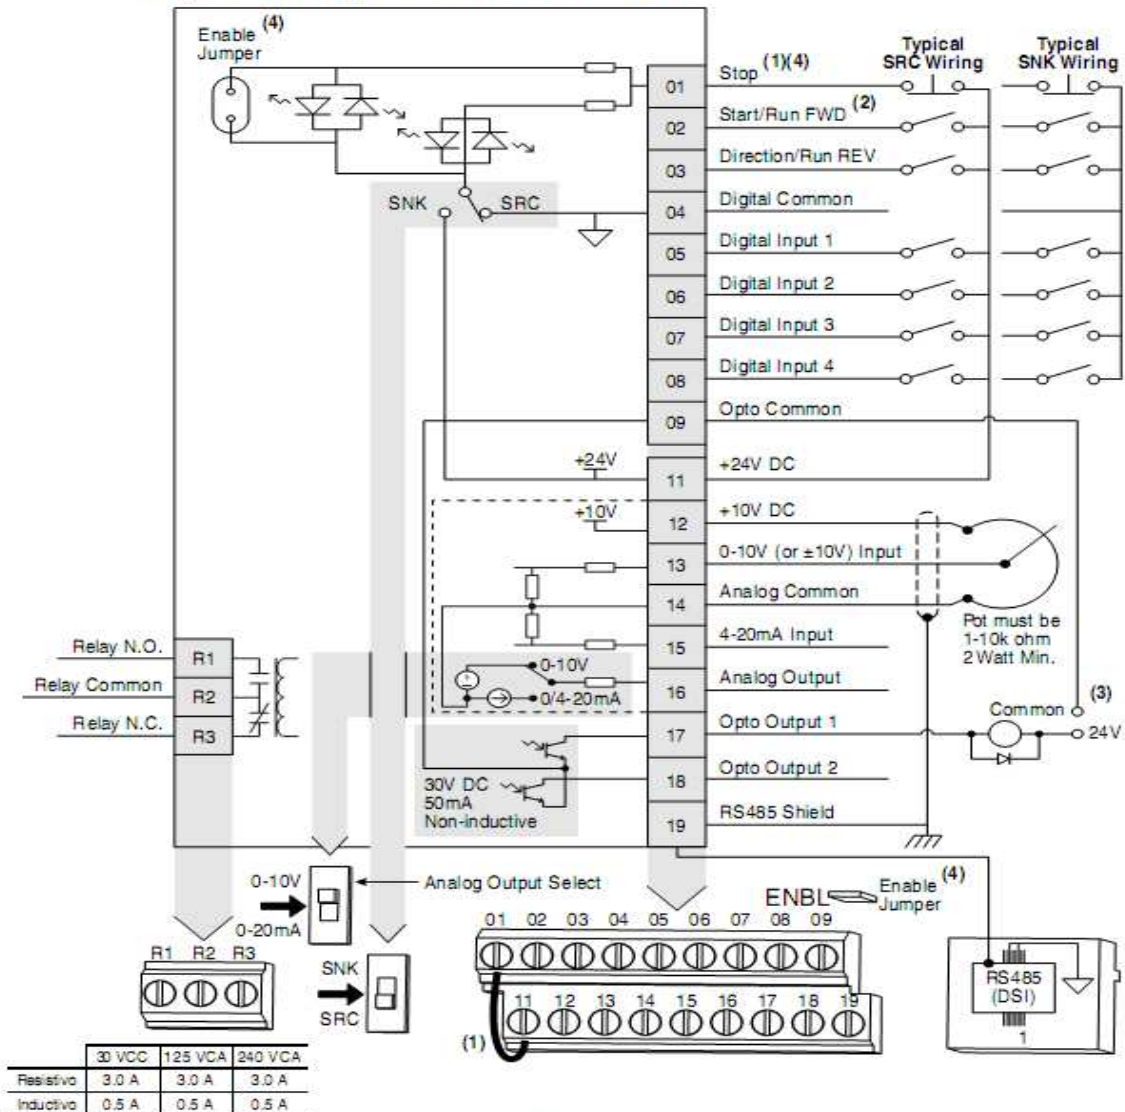 Enable (4)
Jumper
Typical
SRC Wiring
Typical
SNK Wiring
01
Stop (1)(4)
02
Start/Run FWD (2)
03
Direction/Run REV
SNK
SRC
04
Digital Common
05
Digital Input 1
06
Digital Input 2
07
Digital Input 3
08
Digital Input 4
09
Opto Common
+24V
11
+24V DC
+10V
12
+10V DC
13
0-10V (or ±10V) Input
14
Analog Common
Pot must be
1-10k ohm
2 Watt Min.
15
4-20mA Input
Relay N.O.
R1
0-10V
Relay Common
R2
0/4-20mA
16
Analog Output
Relay N.C.
R3
17
Opto Output 1
Common
(3)
24V
30V DC
50mA
Non-inductive
18
Opto Output 2
19
RS485 Shield
0-10V
0-20mA
Analog Output Select
ENBL
Enable (4)
Jumper
01 02 03 04 05 06 07 08 09
R1 R2 R3
SNK
SRC
11 12 13 14 15 16 17 18 19
(1)
RS485
(DSI)
1
30 VCC 125 VCA 240 VCA
Resistivo 3.0 A 3.0 A 3.0 A
Inductivo 0.5 A 0.5 A 0.5 A